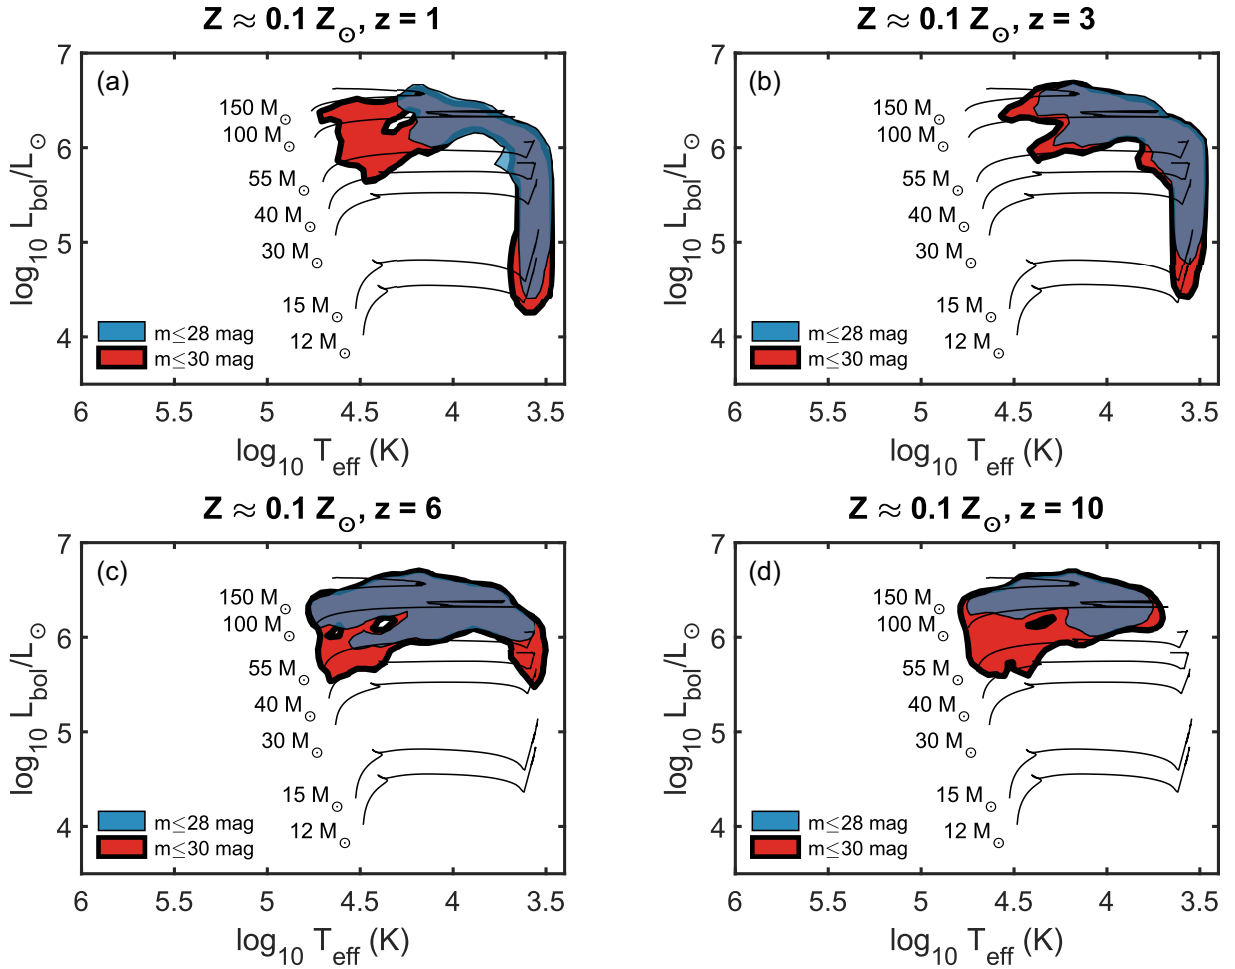 Z ≈ 0.1 Z⊙, z = 1
(a)
7
6
5
4
log10 Lbol/L⊙
150 M⊙
100 M⊙
55 M⊙
40 M⊙
30 M⊙
15 M⊙
12 M⊙
m≤28 mag
m≤30 mag
6 5.5 5 4.5 4 3.5
log10 Teff (K)
Z ≈ 0.1 Z⊙, z = 3
(b)
7
6
5
4
log10 Lbol/L⊙
150 M⊙
100 M⊙
55 M⊙
40 M⊙
30 M⊙
15 M⊙
12 M⊙
m≤28 mag
m≤30 mag
6 5.5 5 4.5 4 3.5
log10 Teff (K)
Z ≈ 0.1 Z⊙, z = 6
(c)
7
6
5
4
log10 Lbol/L⊙
150 M⊙
100 M⊙
55 M⊙
40 M⊙
30 M⊙
15 M⊙
12 M⊙
m≤28 mag
m≤30 mag
6 5.5 5 4.5 4 3.5
log10 Teff (K)
Z ≈ 0.1 Z⊙, z = 10
(d)
7
6
5
4
log10 Lbol/L⊙
150 M⊙
100 M⊙
55 M⊙
40 M⊙
30 M⊙
15 M⊙
12 M⊙
m≤28 mag
m≤30 mag
6 5.5 5 4.5 4 3.5
log10 Teff (K)